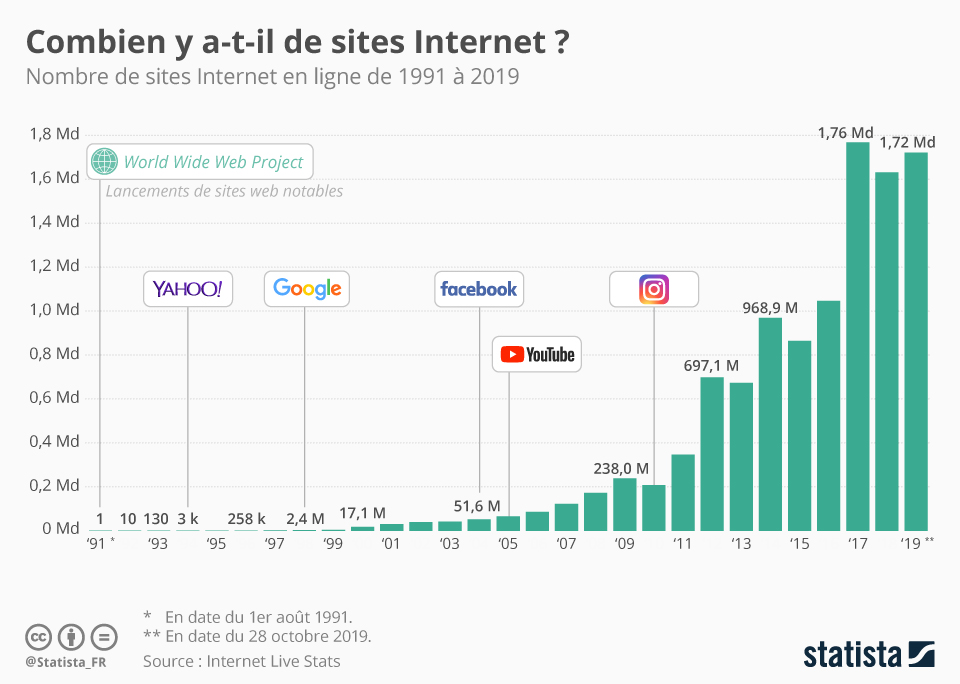 Combien y a-t-il de sites Internet ?
Nombre de sites Internet en ligne de 1991 à 2019
1,8 Md
1,76 Md
1,72 Md
World Wide Web Project
1,6 Md
Lancements de sites web notables
1,4 Md
1,2 Md
YAHOO!
Google
facebook
1,0 Md
968,9 M
0,8 Md
YouTube
697,1 M
0,6 Md
0,4 Md
0,2 Md
238,0 M
0 Md
1
10
130
3 k
258 k
2,4 M
17,1 M
51,6 M
‘91 * ‘93 ‘95 ‘97 ‘99 ‘01 ‘03 ‘05 ‘07 ‘09 ‘11 ‘13 ‘15 ‘17 ‘19 **
* En date du 1er août 1991.
** En date du 28 octobre 2019.
cc
@Statista_FR
Source : Internet Live Stats
statista